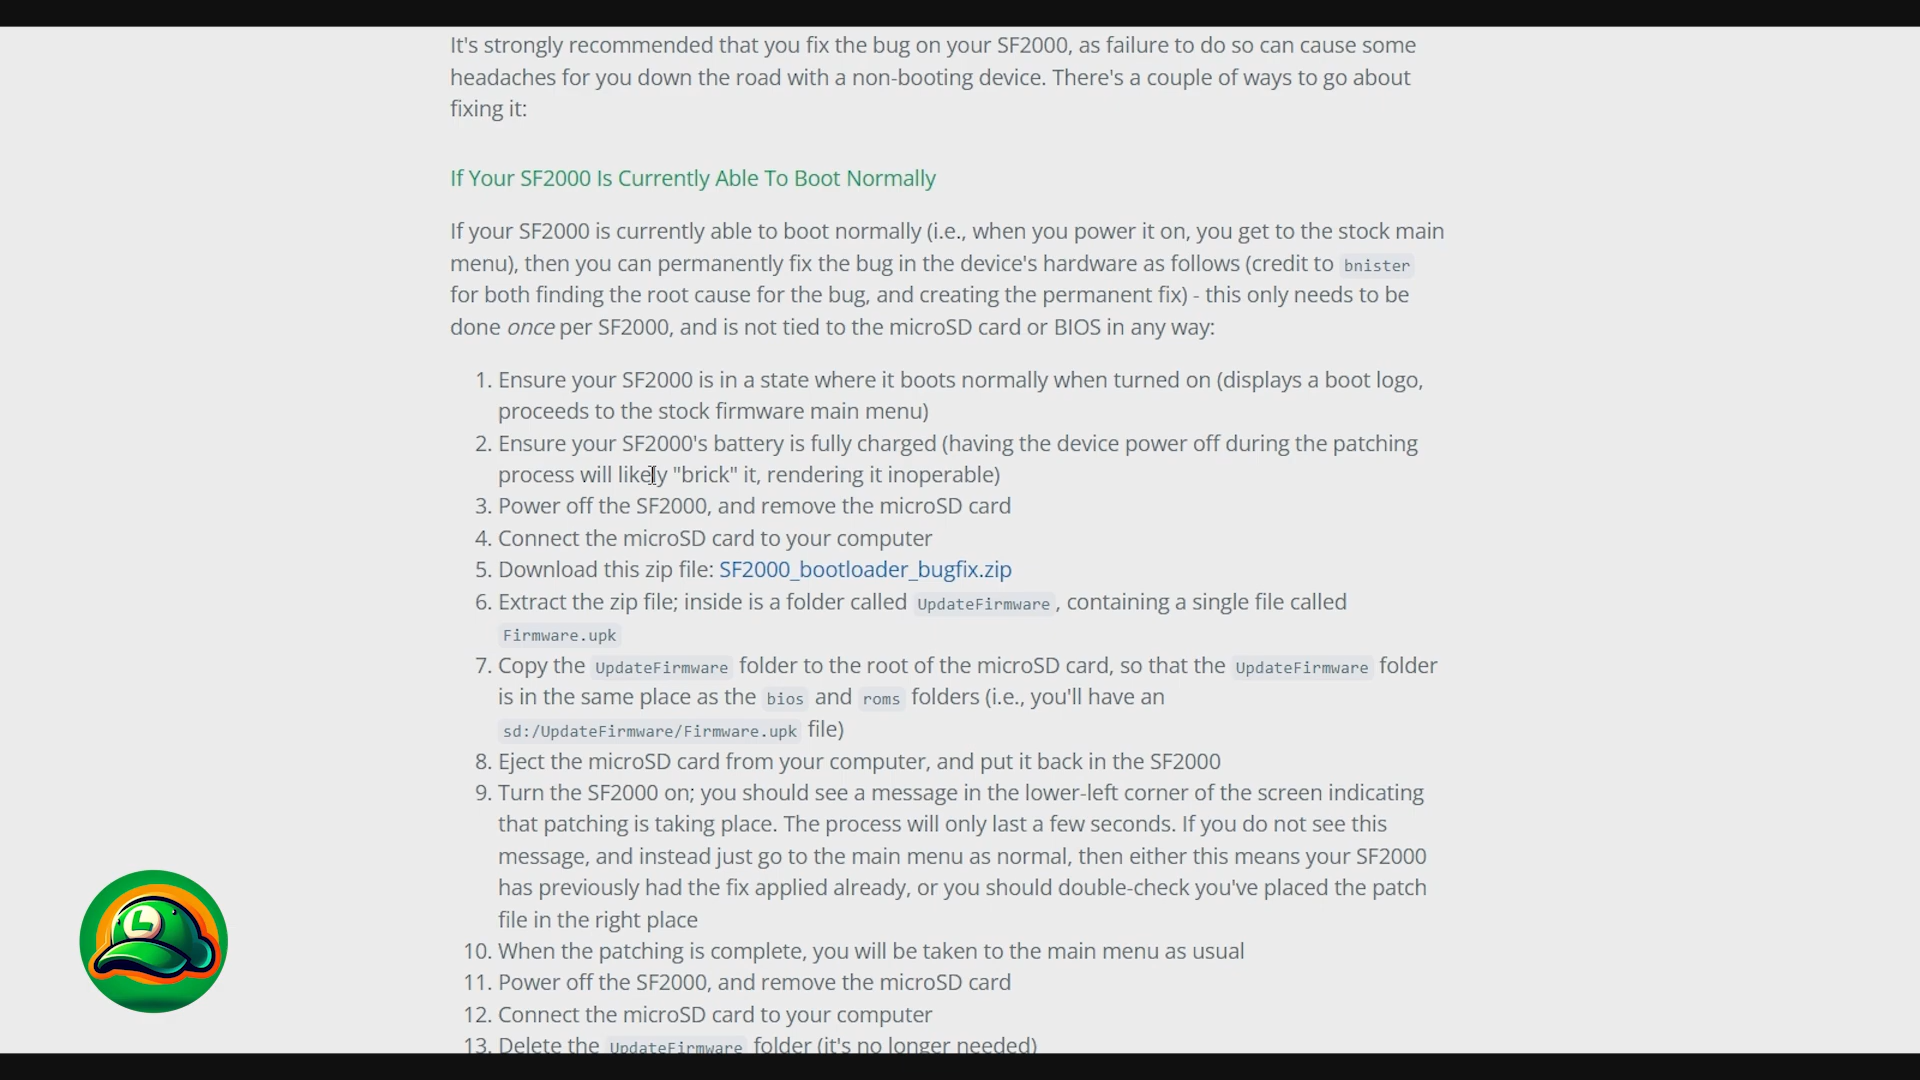 It's strongly recommended that you fix the bug on your SF2000, as failure to do so can cause some
headaches for you down the road with a non-booting device. There's a couple of ways to go about
fixing it:
If Your SF2000 Is Currently Able To Boot Normally
If your SF2000 is currently able to boot normally (i.e., when you power it on, you get to the stock main
menu), then you can permanently fix the bug in the device's hardware as follows (credit to bnister
for both finding the root cause for the bug, and creating the permanent fix) - this only needs to be
done once per SF2000, and is not tied to the microSD card or BIOS in any way:
1. Ensure your SF2000 is in a state where it boots normally when turned on (displays a boot logo,
proceeds to the stock firmware main menu)
2. Ensure your SF2000's battery is fully charged (having the device power off during the patching
process will likely "brick" it, rendering it inoperable)
3. Power off the SF2000, and remove the microSD card
4. Connect the microSD card to your computer
5. Download this zip file: SF2000_bootloader_bugfix.zip
6. Extract the zip file; inside is a folder called UpdateFirmware, containing a single file called
Firmware.upk
7. Copy the UpdateFirmware folder to the root of the microSD card, so that the UpdateFirmware folder
is in the same place as the bios and roms folders (i.e., you'll have an
sd:/UpdateFirmware/Firmware.upk file)
8. Eject the microSD card from your computer, and put it back in the SF2000
9. Turn the SF2000 on; you should see a message in the lower-left corner of the screen indicating
that patching is taking place. The process will only last a few seconds. If you do not see this
message, and instead just go to the main menu as normal, then either this means your SF2000
has previously had the fix applied already, or you should double-check you've placed the patch
file in the right place
10. When the patching is complete, you will be taken to the main menu as usual
11. Power off the SF2000, and remove the microSD card
12. Connect the microSD card to your computer
13. Delete the UpdateFirmware folder (it's no longer needed)
L